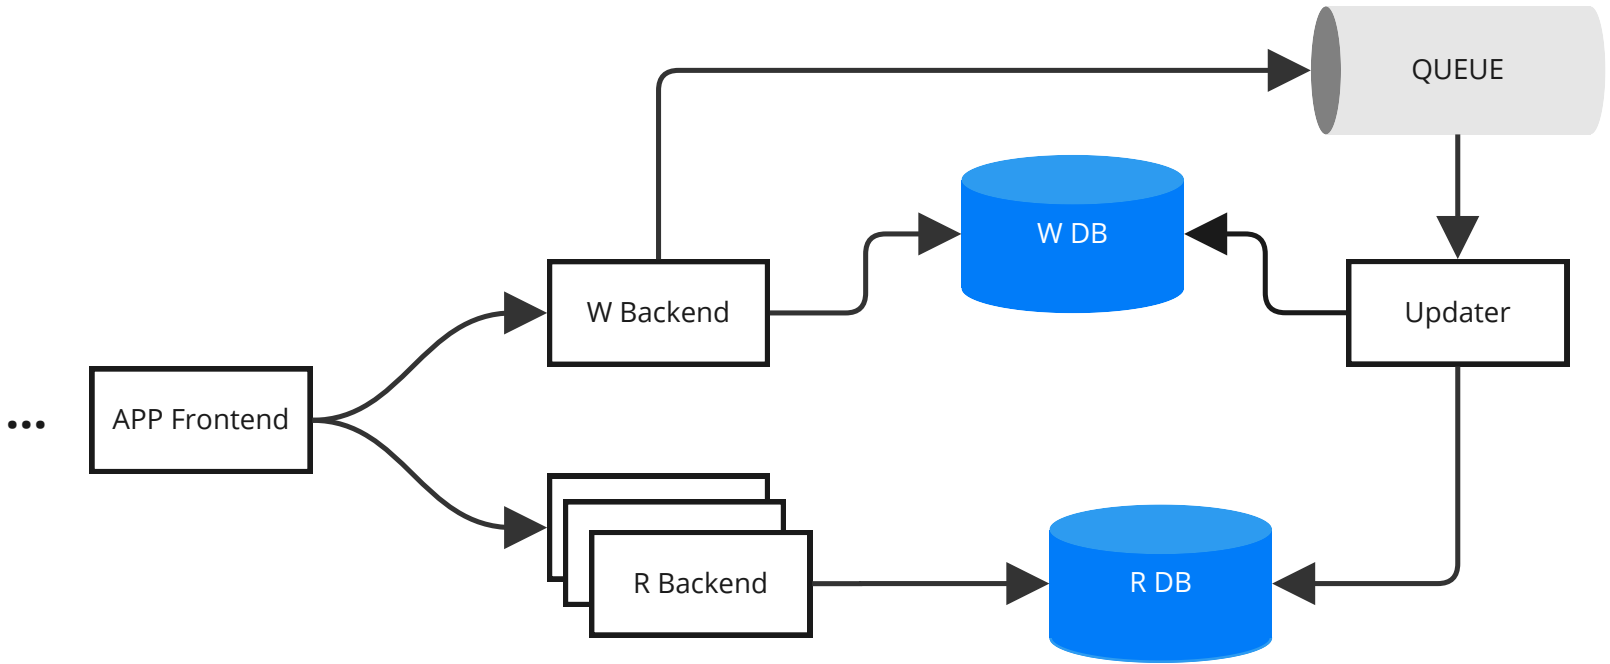 QUEUE
W DB
W Backend
Updater
... APP Frontend
R Backend
R DB